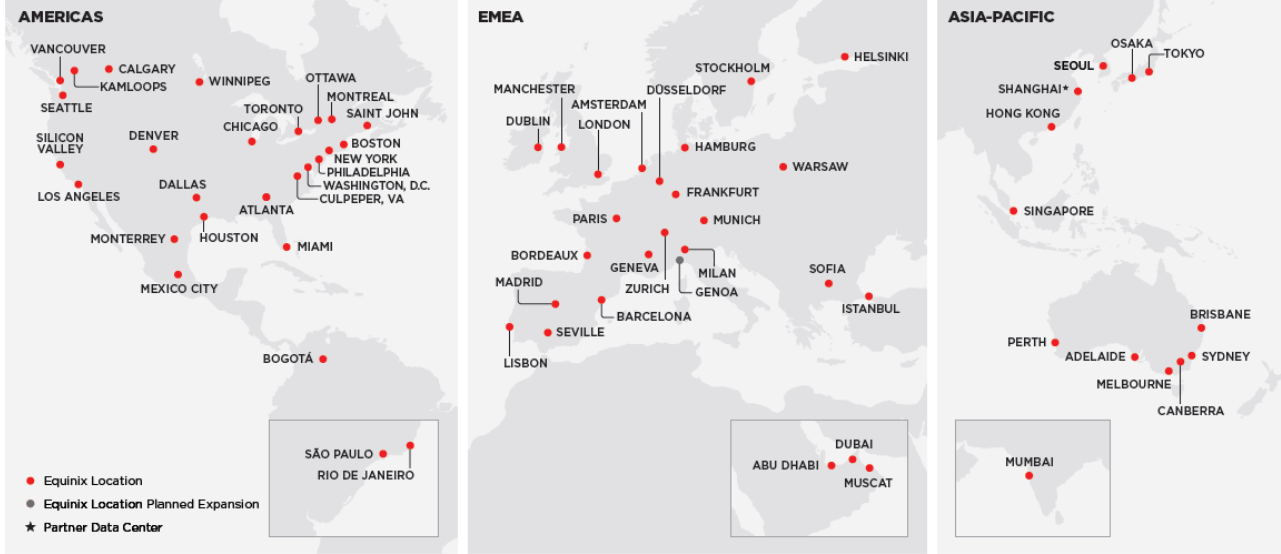 AMERICAS
VANCOUVER
CALGARY
KAMLOOPS
WINNIPEG
OTTAWA
SEATTLE
TORONTO
MONTREAL
CHICAGO
SAINT JOHN
SILICON
VALLEY
DENVER
BOSTON
NEW YORK
PHILADELPHIA
WASHINGTON, D.C.
CULPEPER, VA
LOS ANGELES
DALLAS
ATLANTA
MONTERREY
HOUSTON
MIAMI
MEXICO CITY
BOGOTÁ
SÃO PAULO
RIO DE JANEIRO
Equinix Location
Equinix Location Planned Expansion
★ Partner Data Center
EMEA
HELSINKI
STOCKHOLM
MANCHESTER
DÜSSELDORF
AMSTERDAM
DUBLIN
LONDON
HAMBURG
WARSAW
FRANKFURT
PARIS
MUNICH
BORDEAUX
GENEVA
MILAN
SOFIA
MADRID
ZURICH
GENOA
ISTANBUL
BARCELONA
SEVILLE
LISBON
DUBAI
ABU DHABI
MUSCAT
ASIA-PACIFIC
OSAKA
TOKYO
SEOUL
SHANGHAI★
HONG KONG
SINGAPORE
BRISBANE
PERTH
ADELAIDE
SYDNEY
MELBOURNE
CANBERRA
MUMBAI